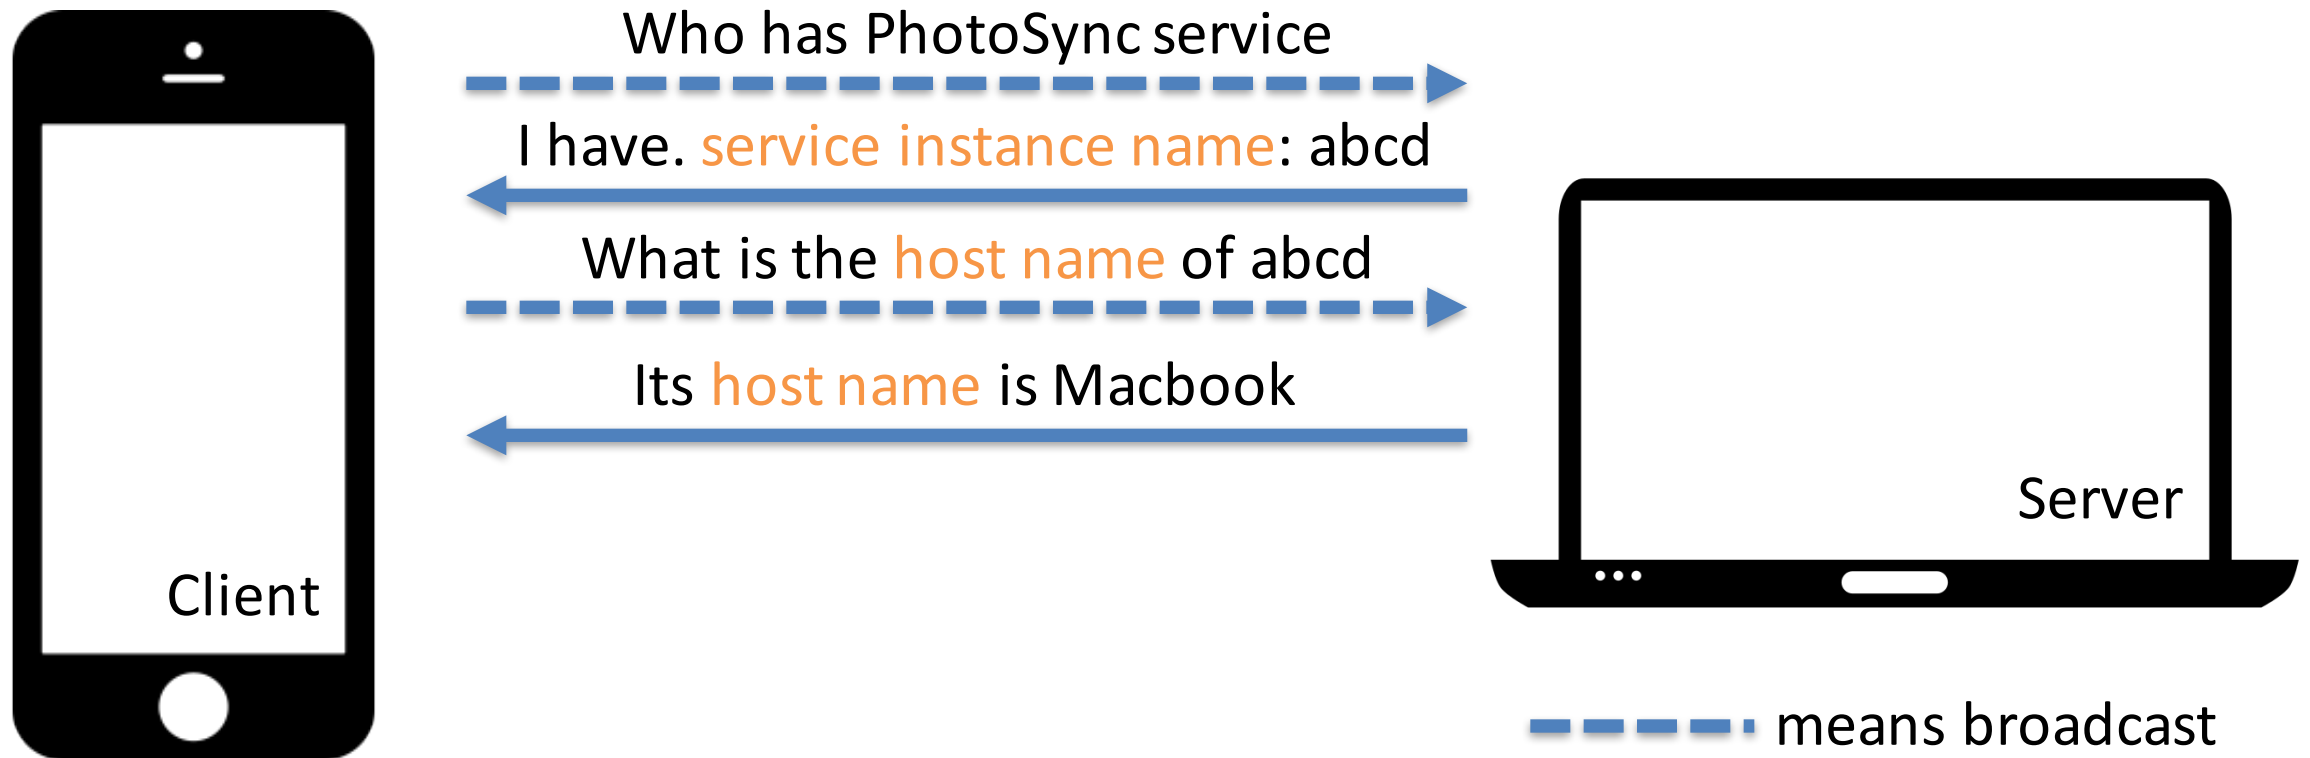 Who has PhotoSync service
I have. service instance name: abcd
What is the host name of abcd
Its host name is Macbook
Server
Client
means broadcast